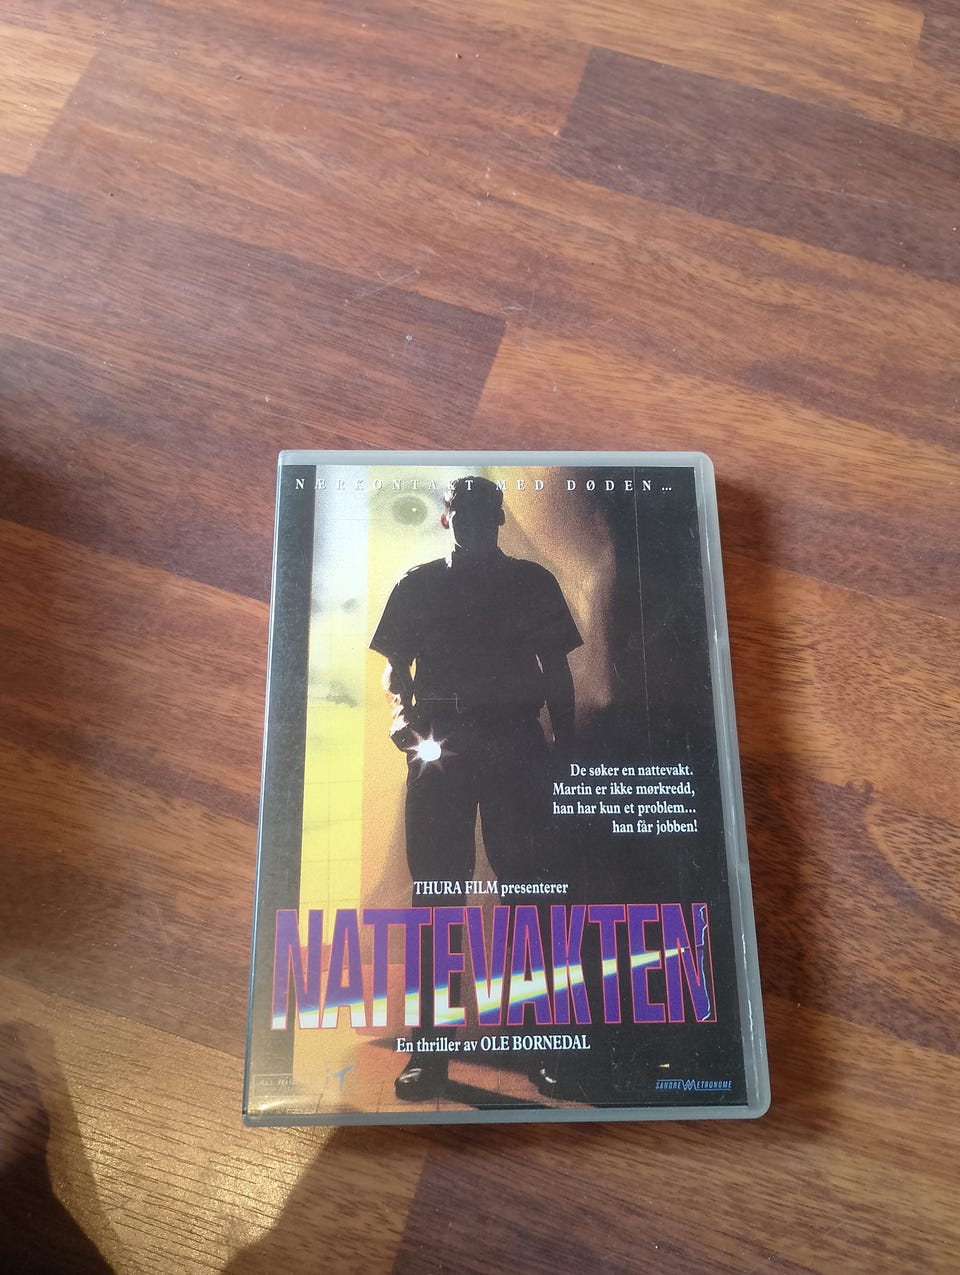 NÆRKONTAKT MED DØDEN...
De søker en nattevakt.
Martin er ikke mørkredd,
han har kun et problem...
han får jobben!
THURA FILM presenterer
NATTEVAKTEN
En thriller av OLE BORNEDAL
SANDREW METRONOME